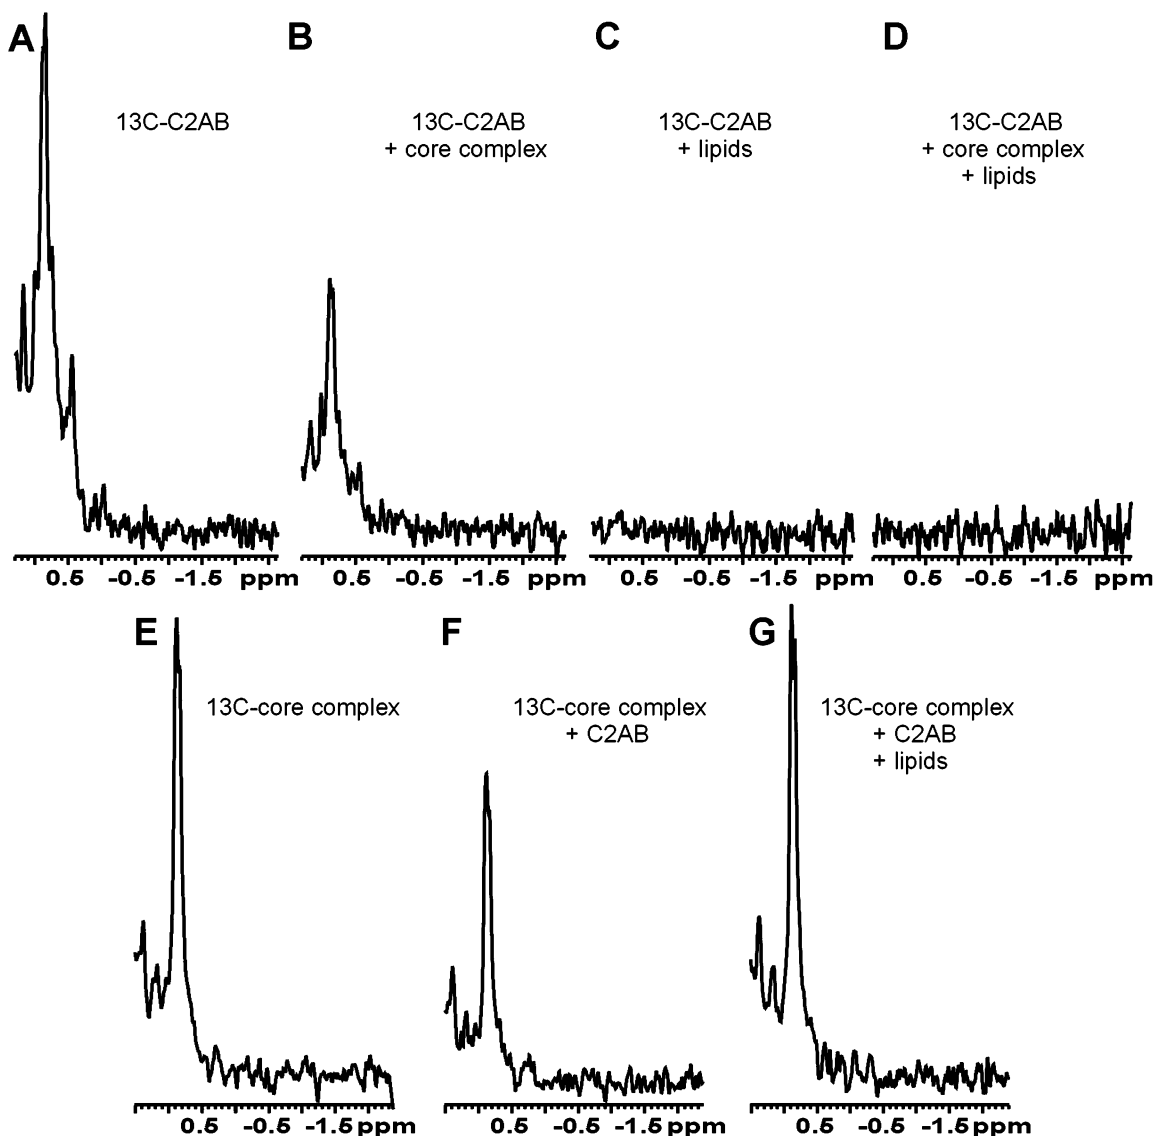 A
B
C
D
13C-C2AB
13C-C2AB
+ core complex
13C-C2AB
+ lipids
13C-C2AB
+ core complex
+ lipids
0.5 -0.5 -1.5 ppm
0.5 -0.5 -1.5 ppm
0.5 -0.5 -1.5 ppm
0.5 -0.5 -1.5 ppm
E
F
G
13C-core complex
13C-core complex
+ C2AB
13C-core complex
+ C2AB
+ lipids
0.5 -0.5 -1.5 ppm
0.5 -0.5 -1.5 ppm
0.5 -0.5 -1.5 ppm